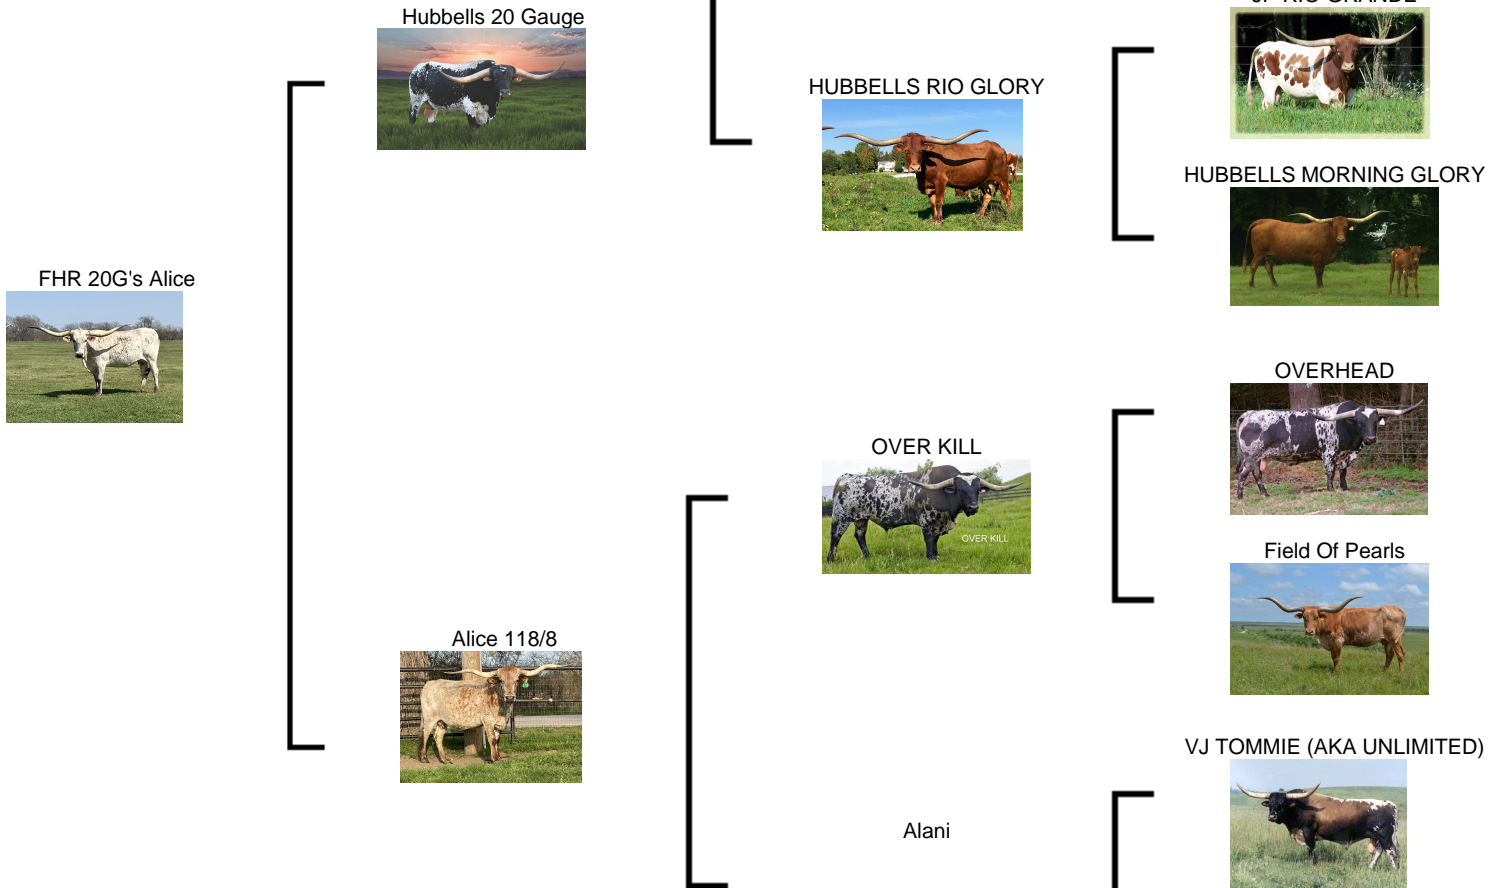 Hubbells 20 Gauge
HUBBELLS RIO GLORY
HUBBELLS MORNING GLORY
FHR 20G's Alice
OVERHEAD
OVER KILL
OVER KILL
Field Of Pearls
Alice 118/8
VJ TOMMIE (AKA UNLIMITED)
Alani